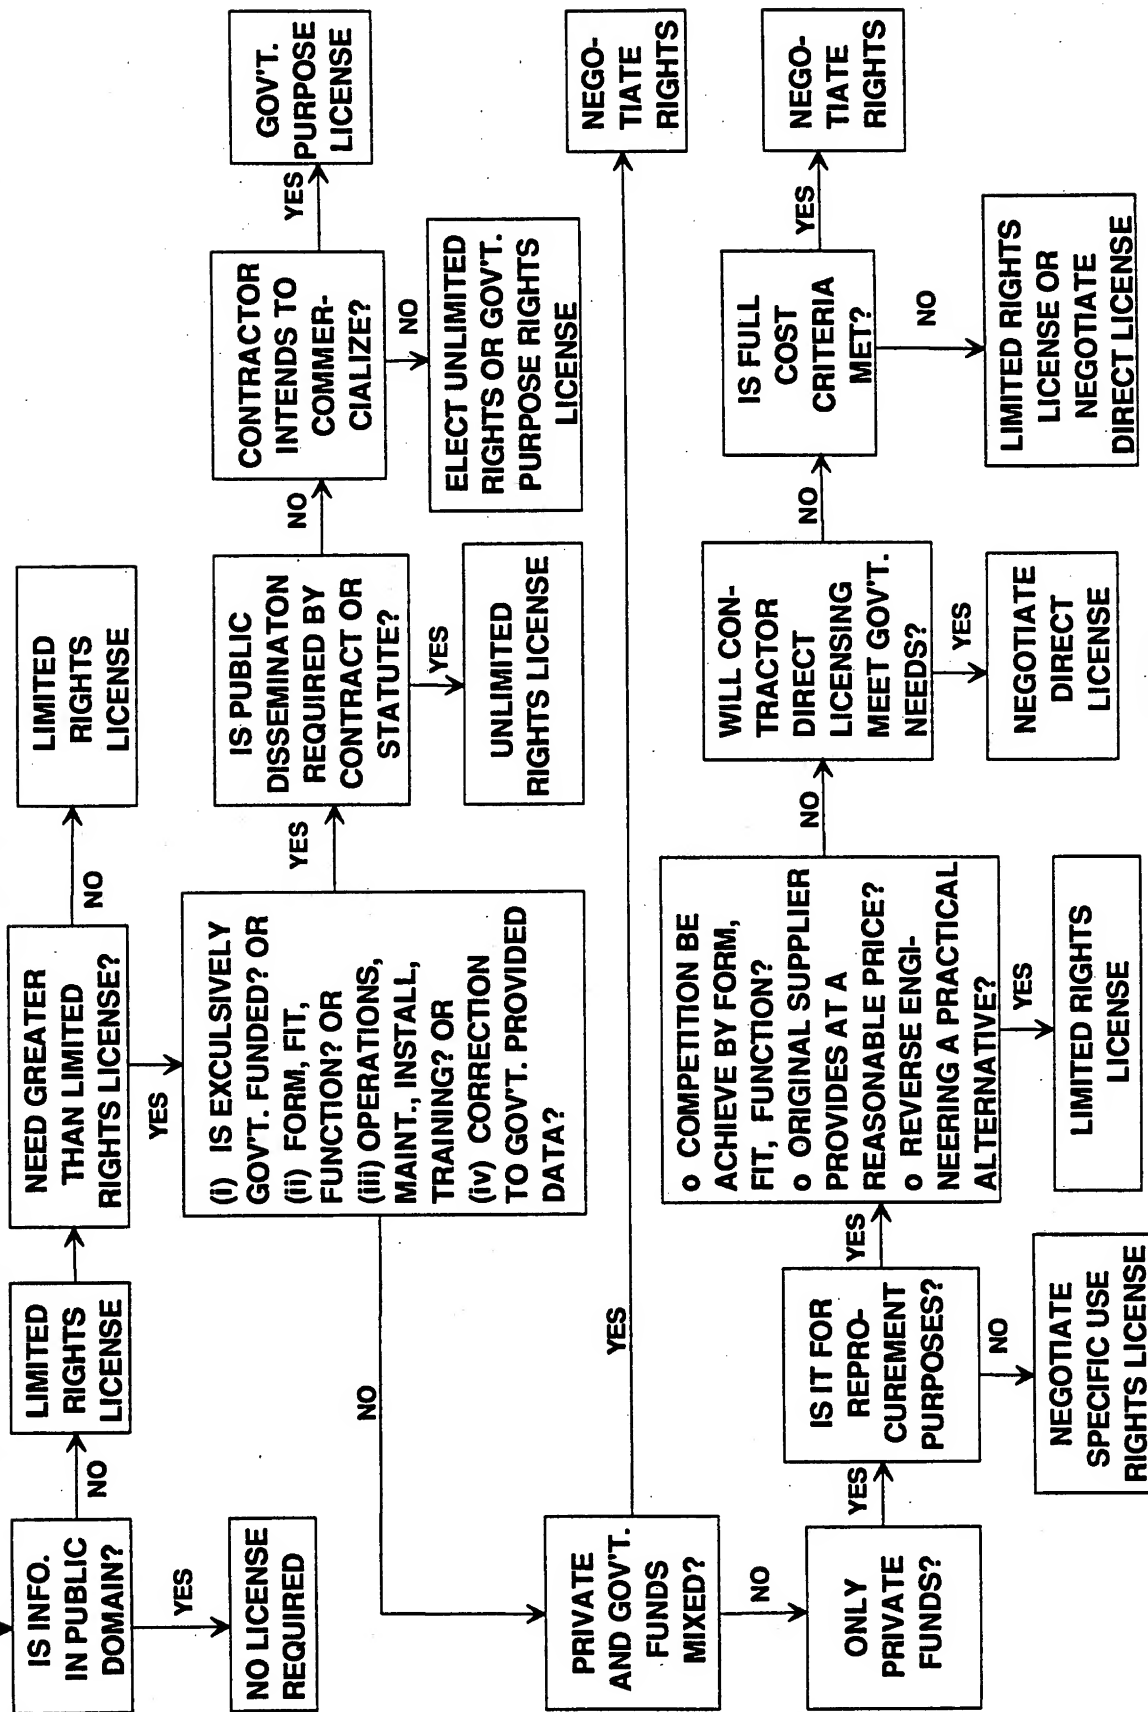 IS INFO.
IN PUBLIC
DOMAIN?
NO
YES
NO LICENSE
REQUIRED
LIMITED
RIGHTS
LICENSE
NEED GREATER
THAN LIMITED
RIGHTS LICENSE?
NO
YES
LIMITED
RIGHTS
LICENSE
(i) IS EXCULSIVELY
GOV'T. FUNDED? OR
(ii) FORM, FIT,
FUNCTION? OR
(iii) OPERATIONS,
MAINT., INSTALL,
TRAINING? OR
(iv) CORRECTION
TO GOV'T. PROVIDED
DATA?
YES
NO
IS PUBLIC
DISSEMINATON
REQUIRED BY
CONTRACT OR
STATUTE?
NO
YES
UNLIMITED
RIGHTS LICENSE
CONTRACTOR
INTENDS TO
COMMER-
CIALIZE?
YES
NO
GOV'T.
PURPOSE
LICENSE
ELECT UNLIMITED
RIGHTS OR GOV'T.
PURPOSE RIGHTS
LICENSE
PRIVATE
AND GOV'T.
FUNDS
MIXED?
YES
NO
NEGO-
TIATE
RIGHTS
ONLY
PRIVATE
FUNDS?
YES
IS IT FOR
REPRO-
CUREMENT
PURPOSES?
YES
NO
NEGOTIATE
SPECIFIC USE
RIGHTS LICENSE
o COMPETITION BE
ACHIEVE BY FORM,
FIT, FUNCTION?
o ORIGINAL SUPPLIER
PROVIDES AT A
REASONABLE PRICE?
o REVERSE ENGI-
NEERING A PRACTICAL
ALTERNATIVE?
NO
YES
LIMITED RIGHTS
LICENSE
WILL CON-
TRACTOR
DIRECT
LICENSING
MEET GOV'T.
NEEDS?
NO
YES
NEGOTIATE
DIRECT
LICENSE
IS FULL
COST
CRITERIA
MET?
YES
NO
NEGO-
TIATE
RIGHTS
LIMITED RIGHTS
LICENSE OR
NEGOTIATE
DIRECT LICENSE